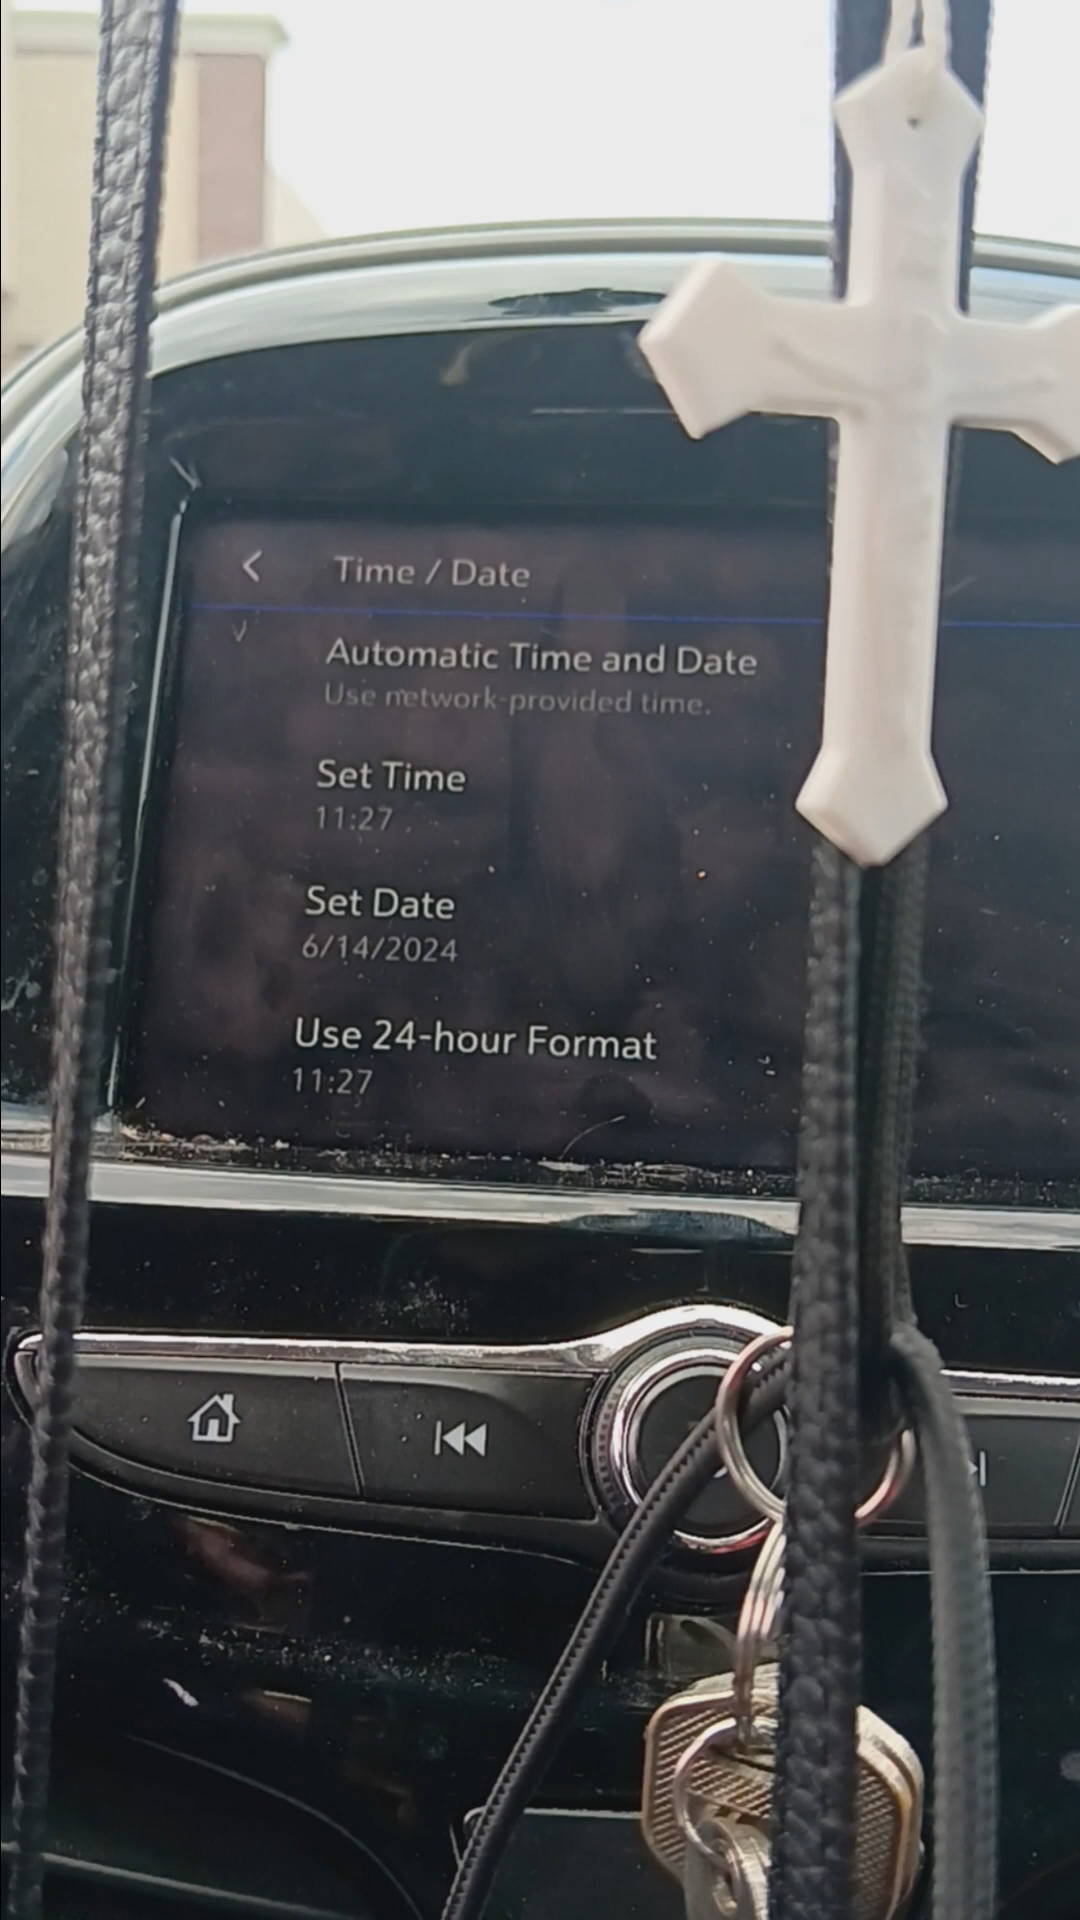 Time / Date
Automatic Time and Date
Use network-provided time.
Set Time
11:27
Set Date
6/14/2024
Use 24-hour Format
11:27